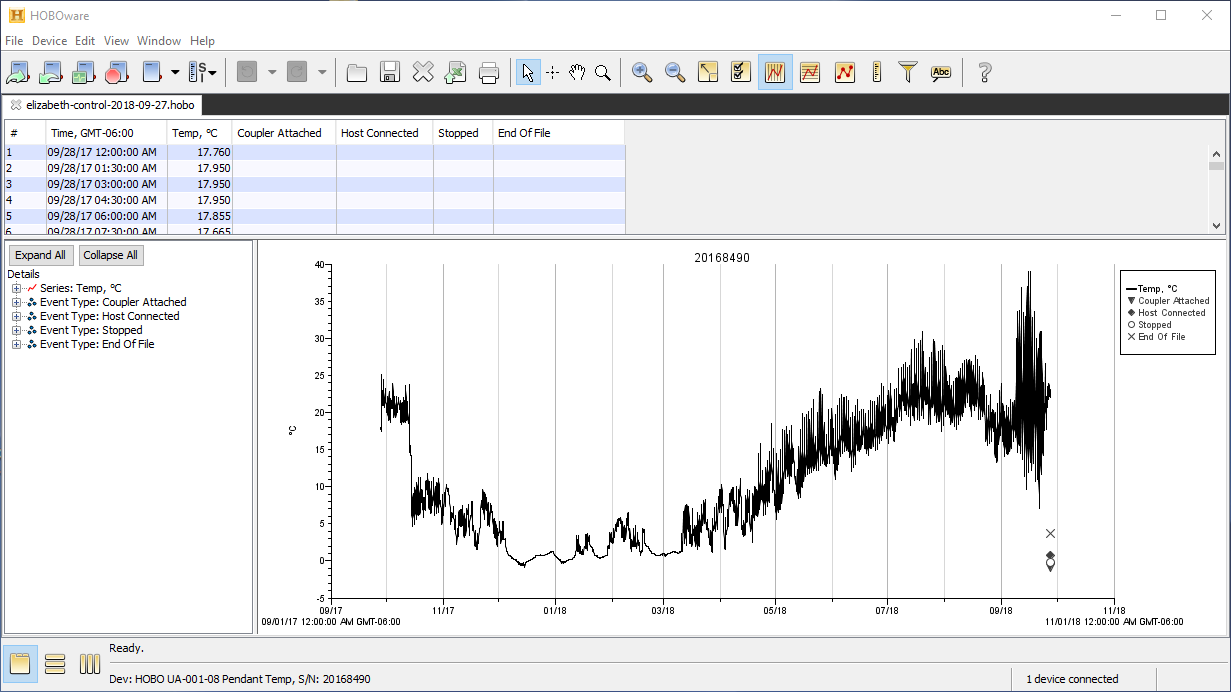 HOBOware
File Device Edit View Window Help
Abc
elizabeth-control-2018-09-27.hobo
# Time, GMT-06:00 Temp, °C Coupler Attached Host Connected Stopped End Of File
1 09/28/17 12:00:00 AM 17.760
2 09/28/17 01:30:00 AM 17.950
3 09/28/17 03:00:00 AM 17.950
4 09/28/17 04:30:00 AM 17.950
5 09/28/17 06:00:00 AM 17.855
6 09/28/17 07:30:00 AM 17.665
Expand All Collapse All
Details
Series: Temp, °C
Event Type: Coupler Attached
Event Type: Host Connected
Event Type: Stopped
Event Type: End Of File
20168490
40
35
30
25
20
15
10
5
0
-5
°C
Temp, °C
Coupler Attached
Host Connected
Stopped
End Of File
09/17 11/17 01/18 03/18 05/18 07/18 09/18 11/18
09/01/17 12:00:00 AM GMT-06:00 11/01/18 12:00:00 AM GMT-06:00
Ready.
Dev: HOBO UA-001-08 Pendant Temp, S/N: 20168490 1 device connected